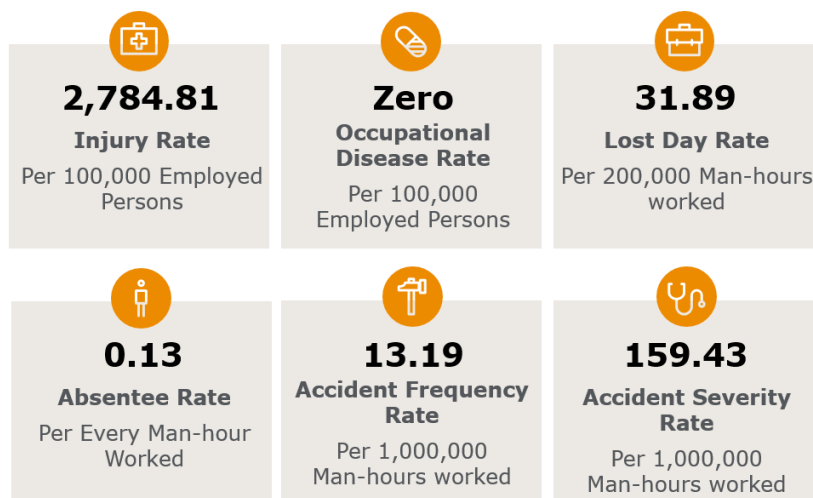 2,784.81
Injury Rate
Per 100,000 Employed
Persons
Zero
Occupational
Disease Rate
Per 100,000
Employed Persons
31.89
Lost Day Rate
Per 200,000 Man-hours
worked
0.13
Absentee Rate
Per Every Man-hour
Worked
13.19
Accident Frequency
Rate
Per 1,000,000
Man-hours worked
159.43
Accident Severity
Rate
Per 1,000,000
Man-hours worked